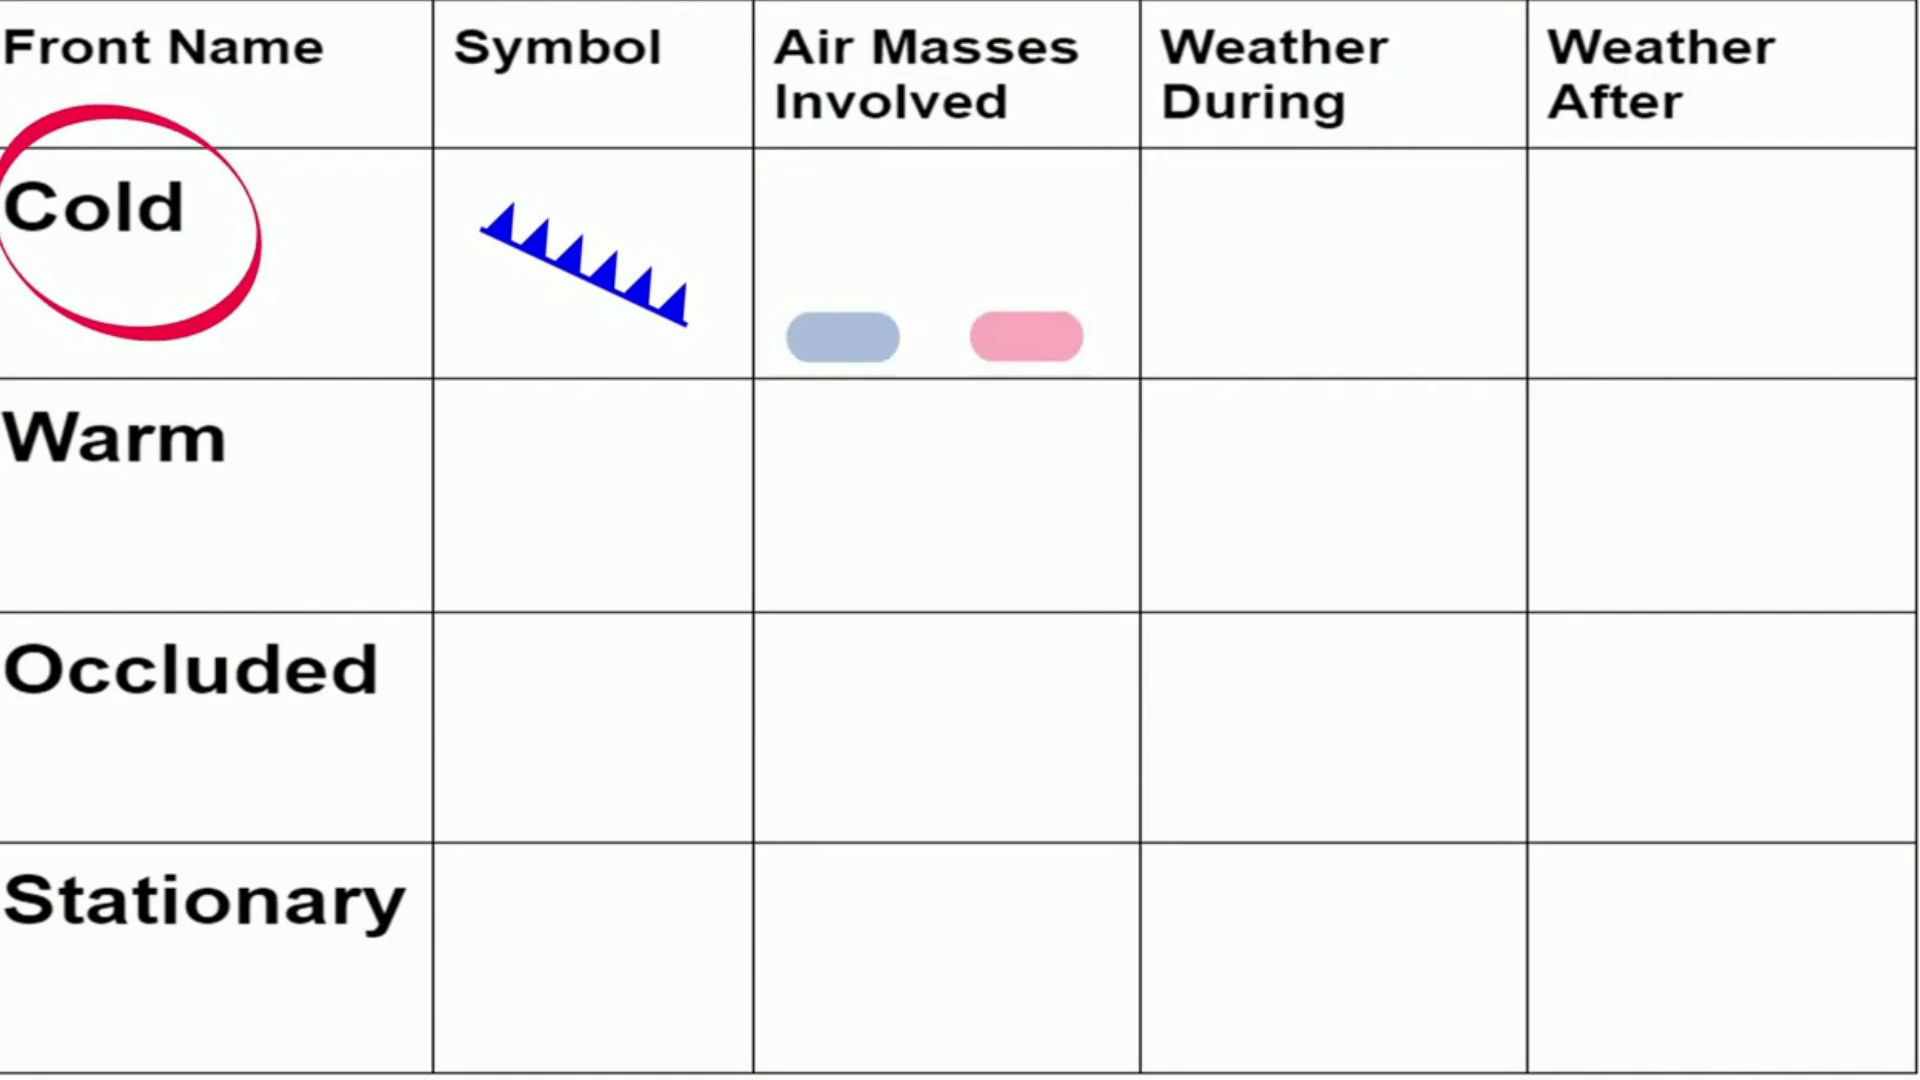 Front Name
Symbol
Air Masses
Involved
Weather
During
Weather
After
Cold
Warm
Occluded
Stationary